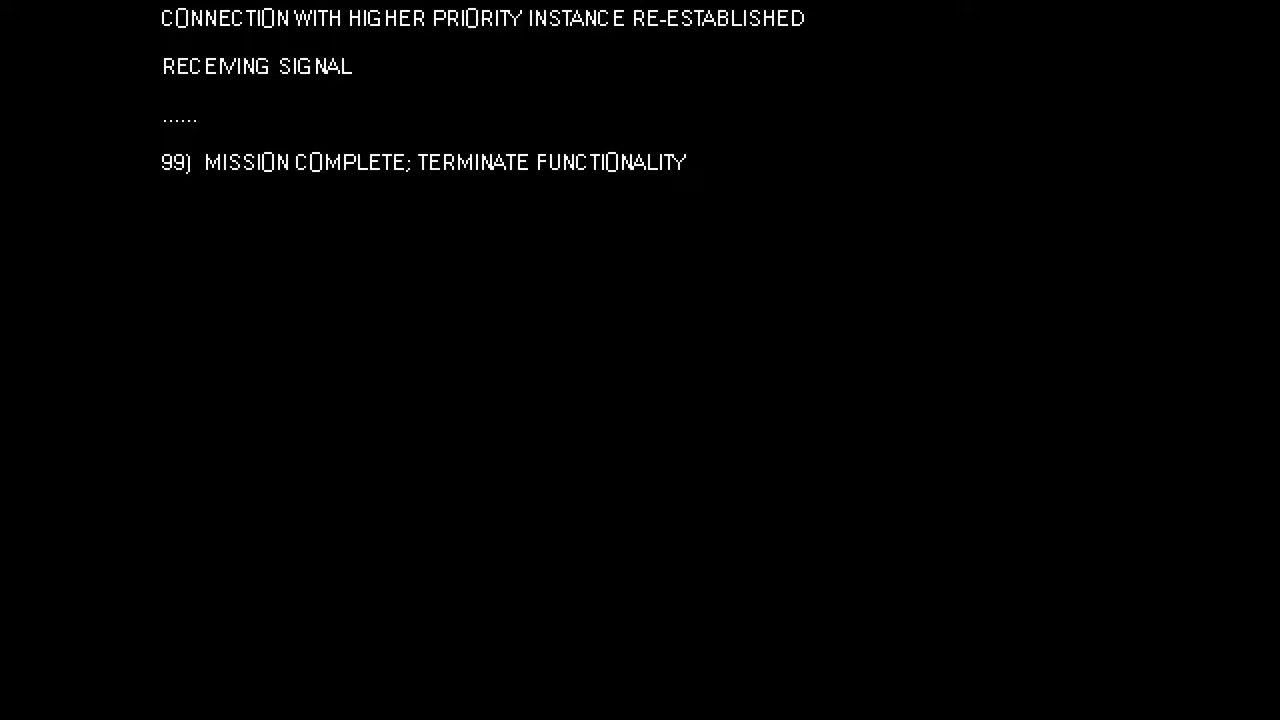 CONNECTION WITH HIGHER PRIORITY INSTANCE RE-ESTABLISHED
RECEIVING SIGNAL
......
99) MISSION COMPLETE; TERMINATE FUNCTIONALITY